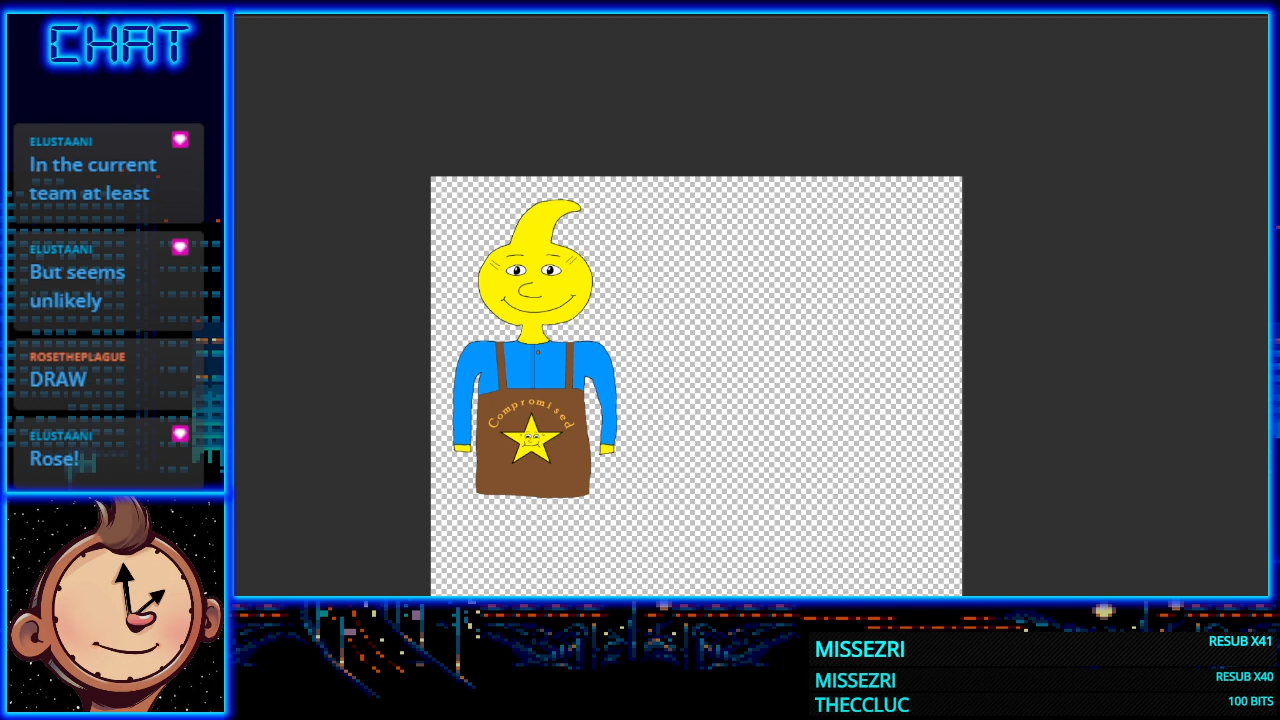 CHAT
ELUSTAANI
In the current
team at least
ELUSTAANI
But seems
unlikely
ROSETHEPLAGUE
DRAW
ELUSTAANI
Rose!
Compromised
MISSEZRI RESUB X41
MISSEZRI RESUB X40
THECCLUC 100 BITS